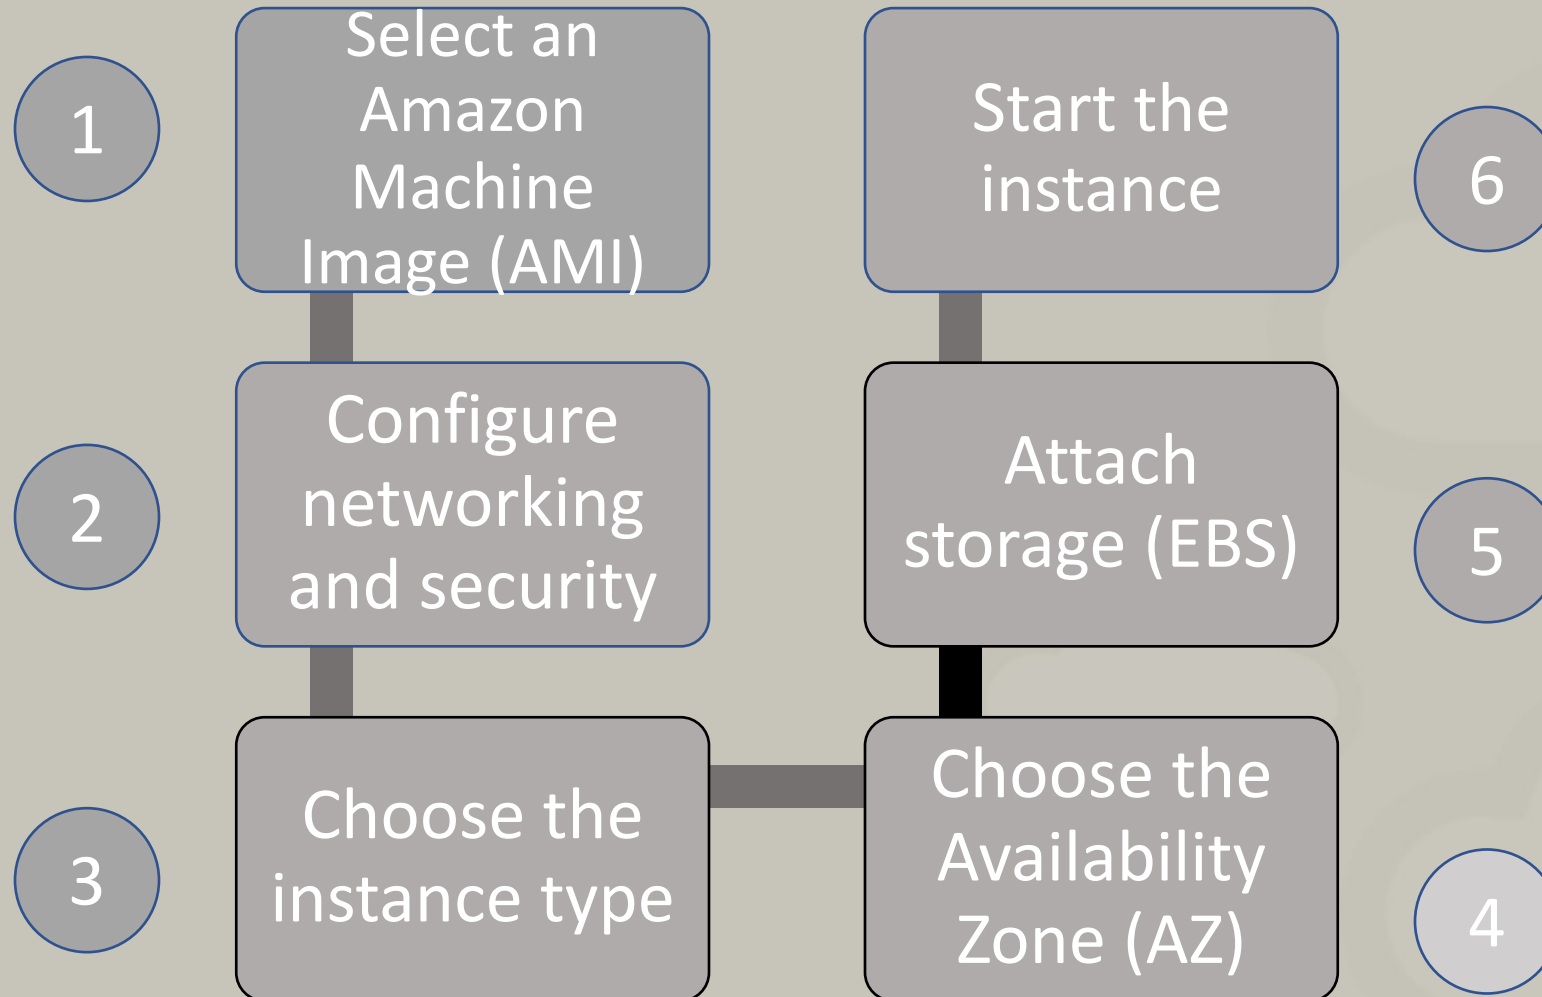 1
Select an
Amazon
Machine
Image (AMI)
2
Configure
networking
and security
3
Choose the
instance type
4
Choose the
Availability
Zone (AZ)
5
Attach
storage (EBS)
6
Start the
instance